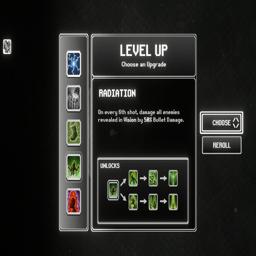 LEVEL UP
Choose an Upgrade
RADIATION
On every 6th shot, damage all enemies
revealed in Vision by 50% Bullet Damage.
CHOOSE
REROLL
UNLOCKS